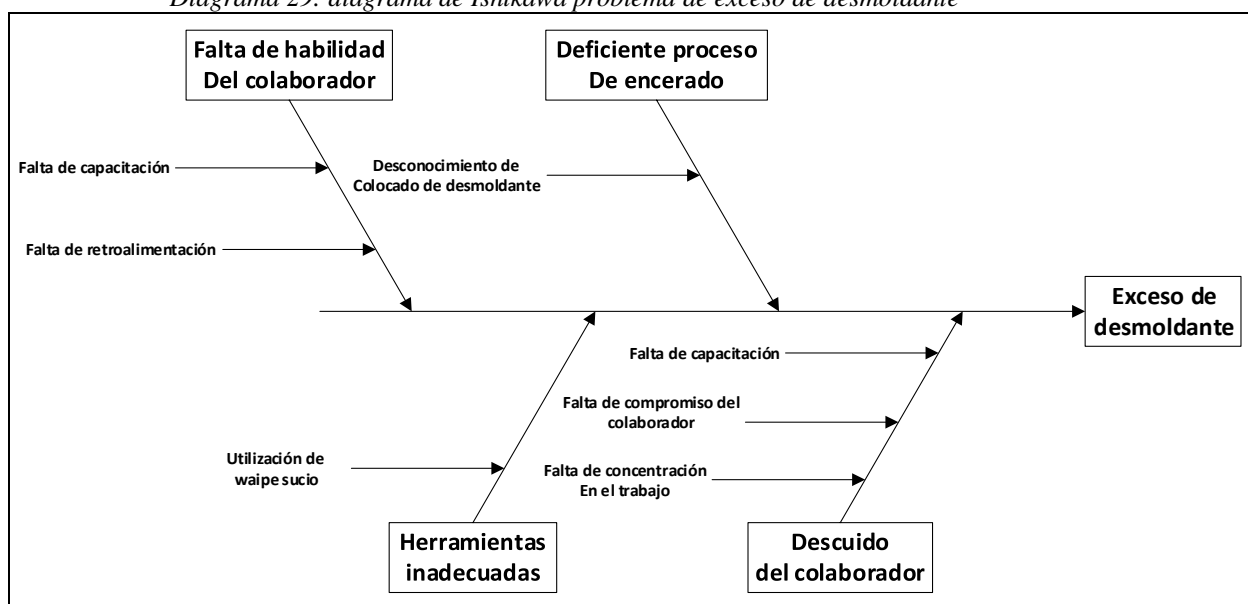 Diagrama 29: diagrama de Ishikawa problema de exceso de desmoldante
Falta de habilidad
Del colaborador
Deficiente proceso
De encerado
Falta de capacitación
Desconocimiento de
Colocado de desmoldante
Falta de retroalimentación
Exceso de
desmoldante
Falta de capacitación
Falta de compromiso del
colaborador
Utilización de
waipe sucio
Falta de concentración
En el trabajo
Herramientas
inadecuadas
Descuido
del colaborador